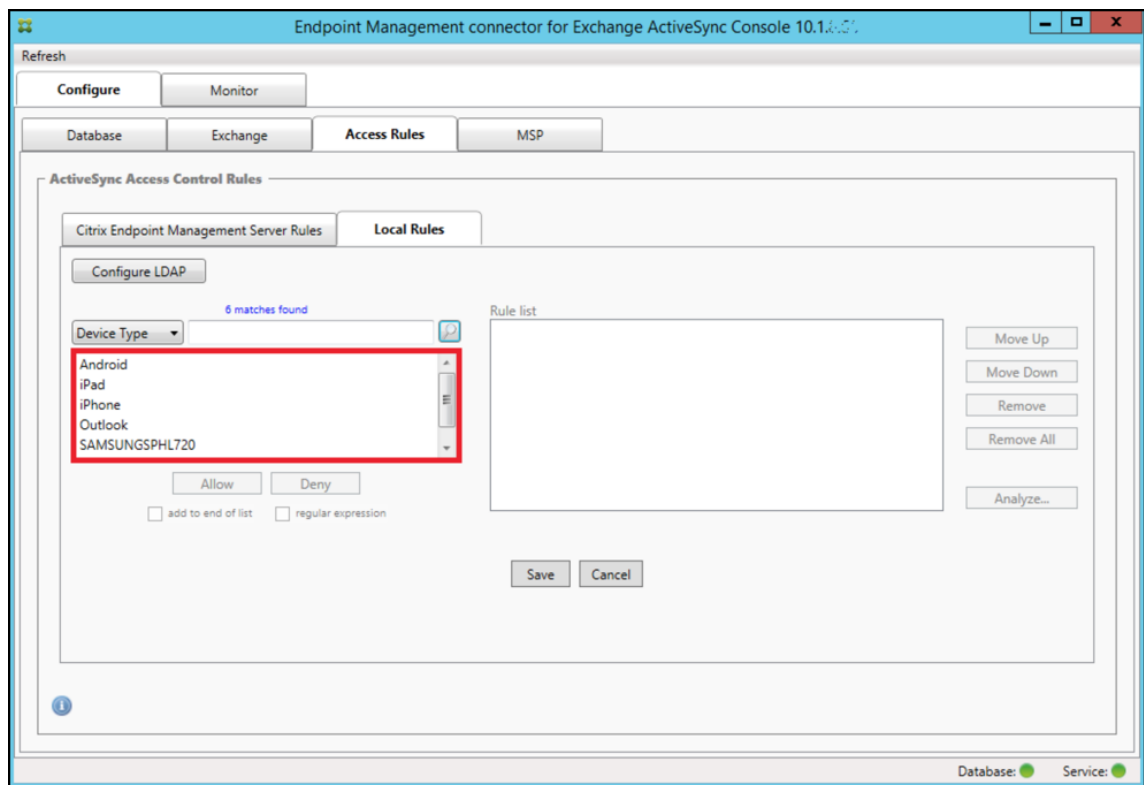 Endpoint Management connector for Exchange ActiveSync Console 10.1.
Refresh
Configure Monitor
Database Exchange Access Rules MSP
ActiveSync Access Control Rules
Citrix Endpoint Management Server Rules Local Rules
Configure LDAP
6 matches found
Rule list
Device Type
Move Up
Android
Move Down
iPad
iPhone
Remove
Outlook
Remove All
SAMSUNGSPHL720
Allow Deny
Analyze...
add to end of list regular expression
Save Cancel
Database: Service: